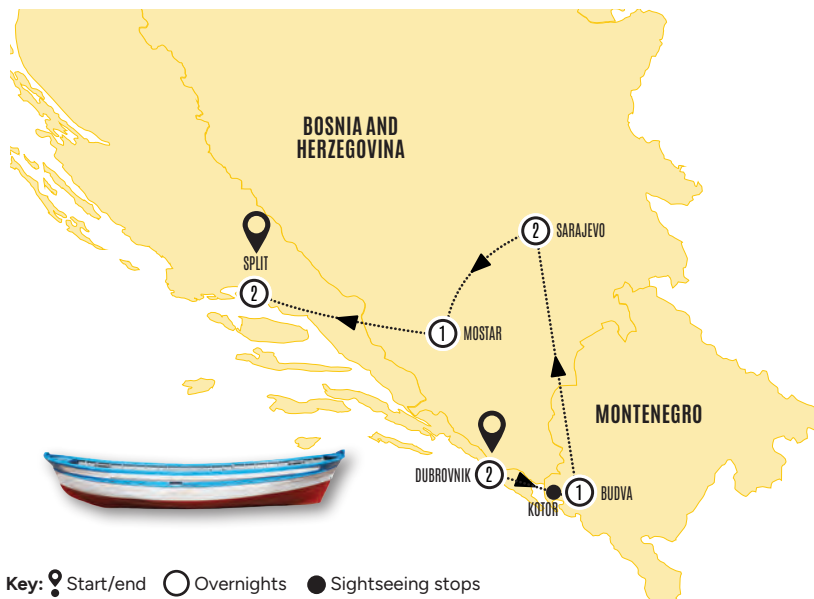 BOSNIA AND
HERZEGOVINA
SPLIT
2
2
SARAJEVO
1
MOSTAR
MONTENEGRO
DUBROVNIK
2
KOTOR
1
BUDVA
Key: Start/end Overnights Sightseeing stops